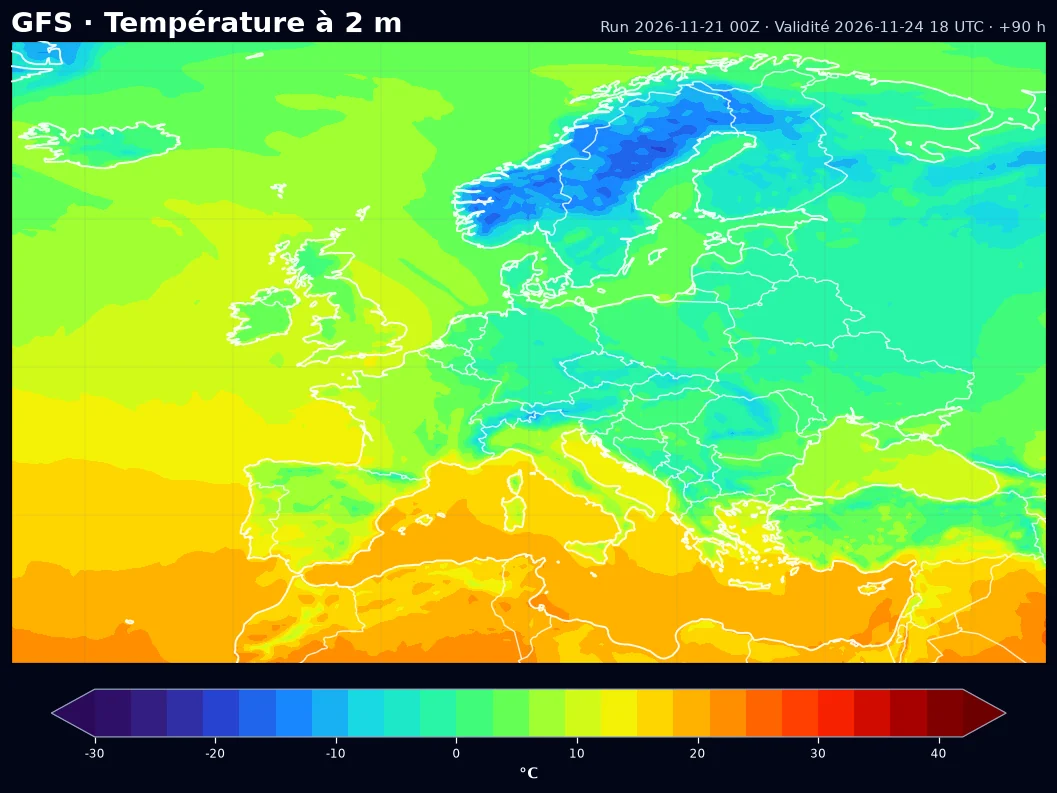 GFS · Température à 2 m
Run 2026-11-21 00Z · Validité 2026-11-24 18 UTC · +90 h
-30 -20 -10 0 10 20 30 40
°C